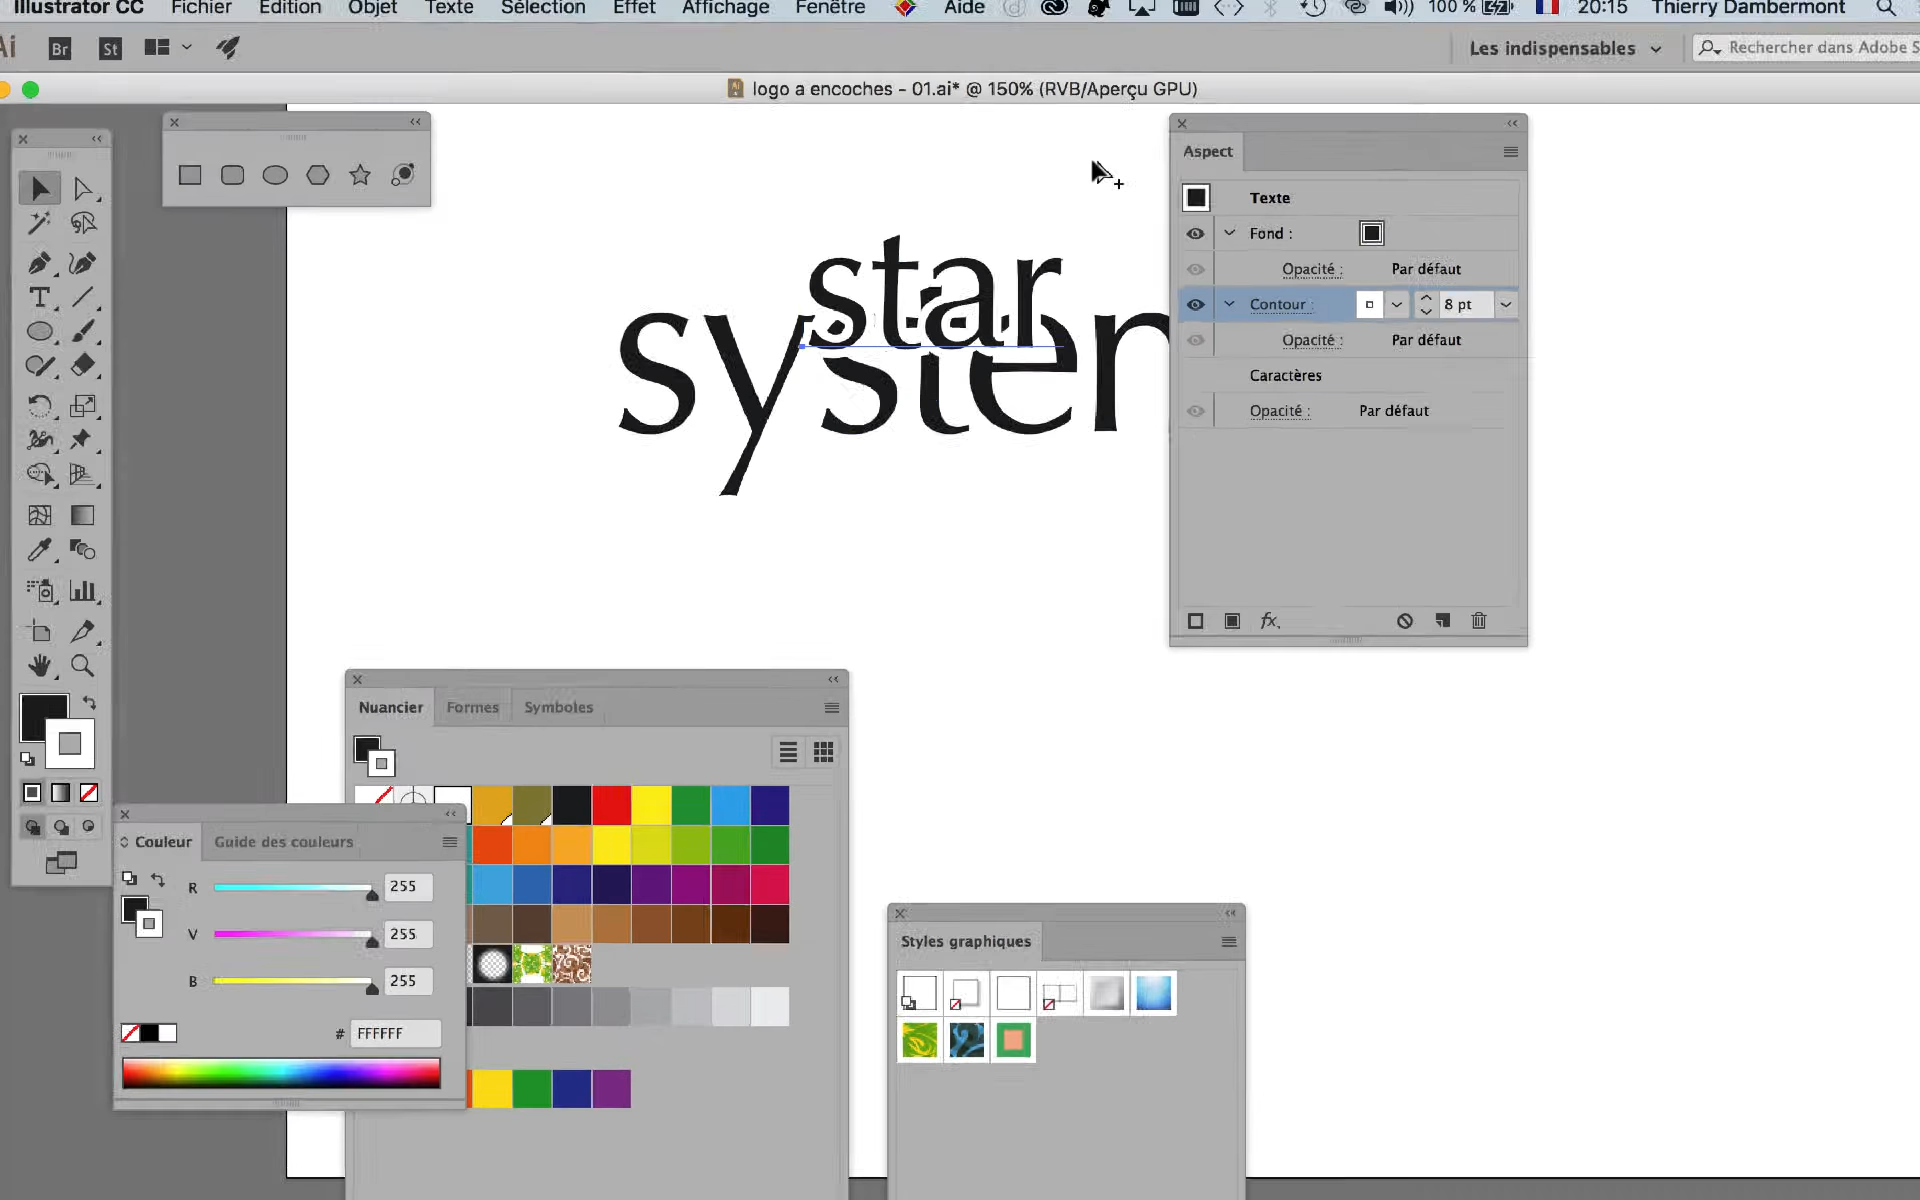 Illustrator CC Fichier Edition Objet Texte Sélection Effet Affichage Fenêtre Aide 100 % 20:15 Thierry Dambermont
Ai Br St Les indispensables Rechercher dans Adobe S
logo a encoches - 01.ai* @ 150% (RVB/Aperçu GPU)
Aspect
Texte
Fond :
Opacité : Par défaut
Contour : 8 pt
Opacité : Par défaut
Caractères
Opacité : Par défaut
fx.
star
system
Nuancier Formes Symboles
Couleur Guide des couleurs
R 255
V 255
B 255
# FFFFFF
Styles graphiques